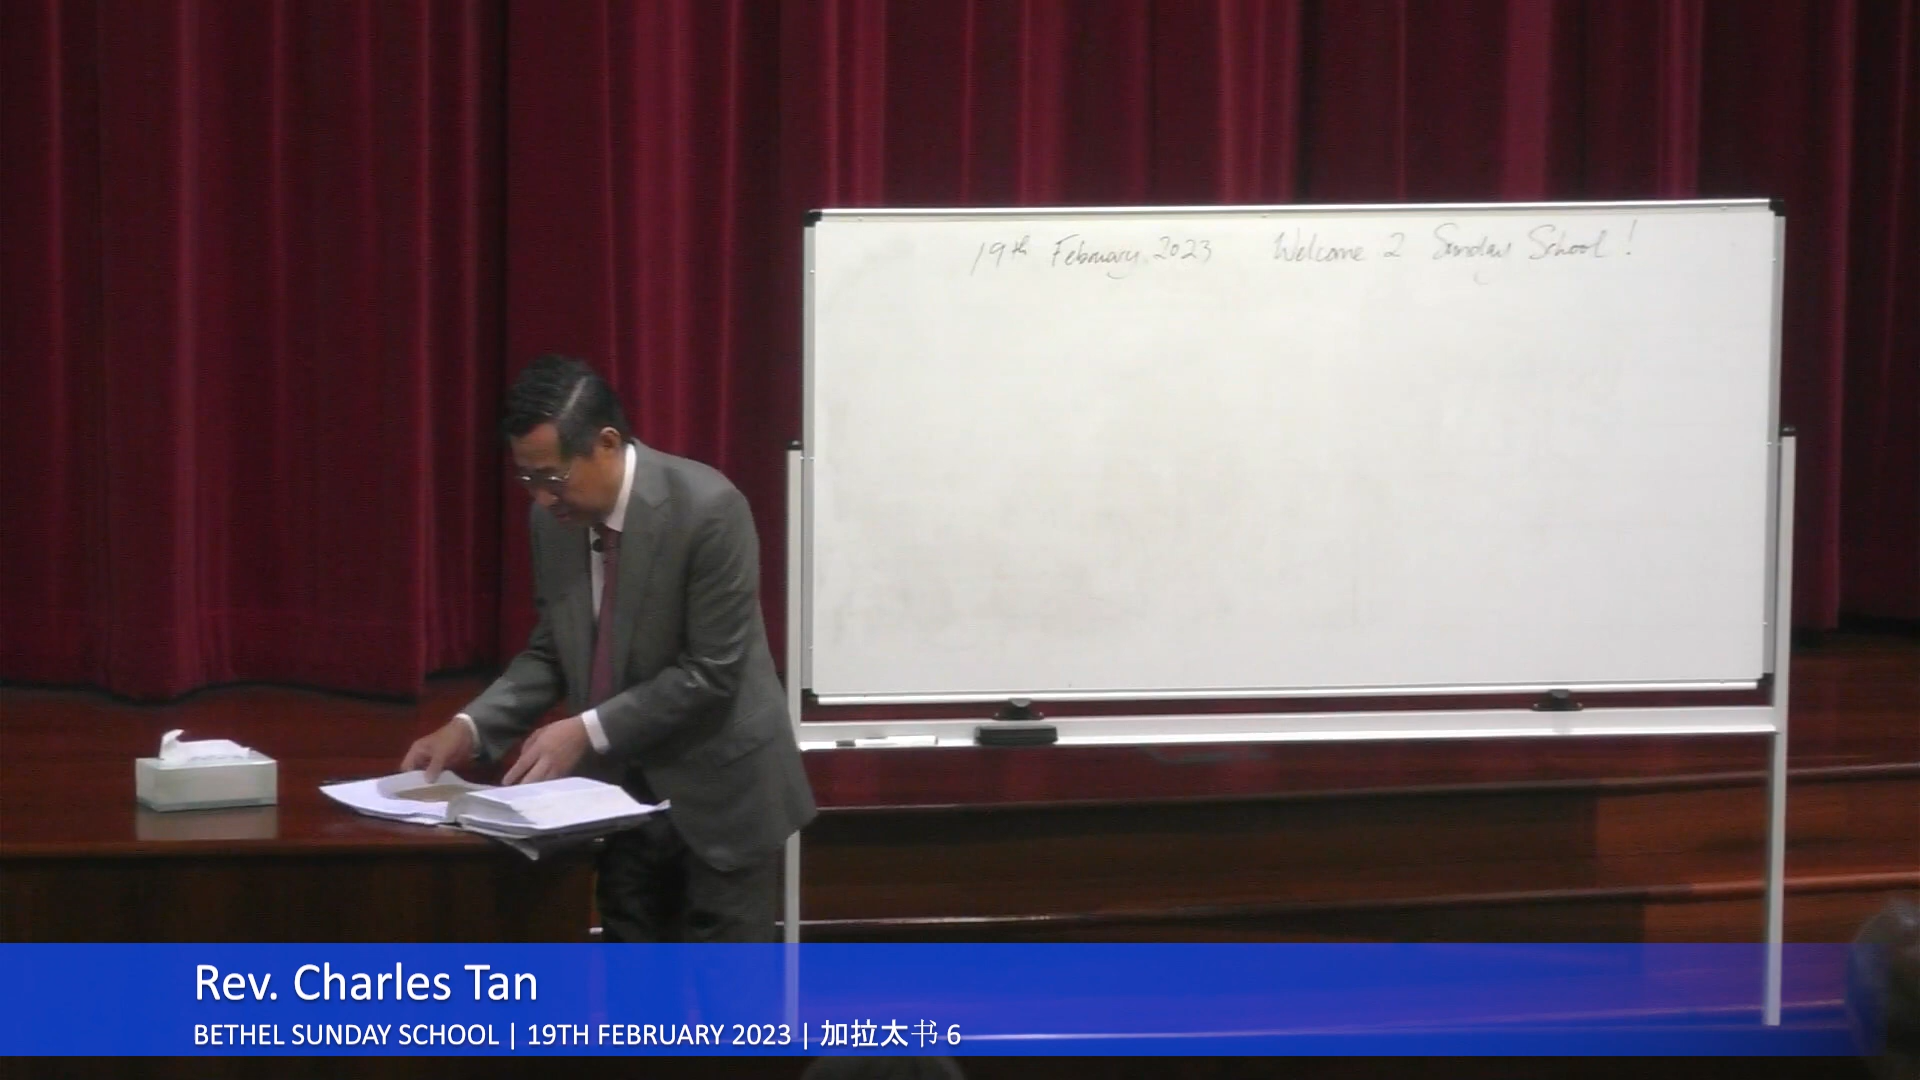 19th February 2023 Welcome 2 Sunday School !
Rev. Charles Tan
BETHEL SUNDAY SCHOOL | 19TH FEBRUARY 2023 | 加拉太书 6